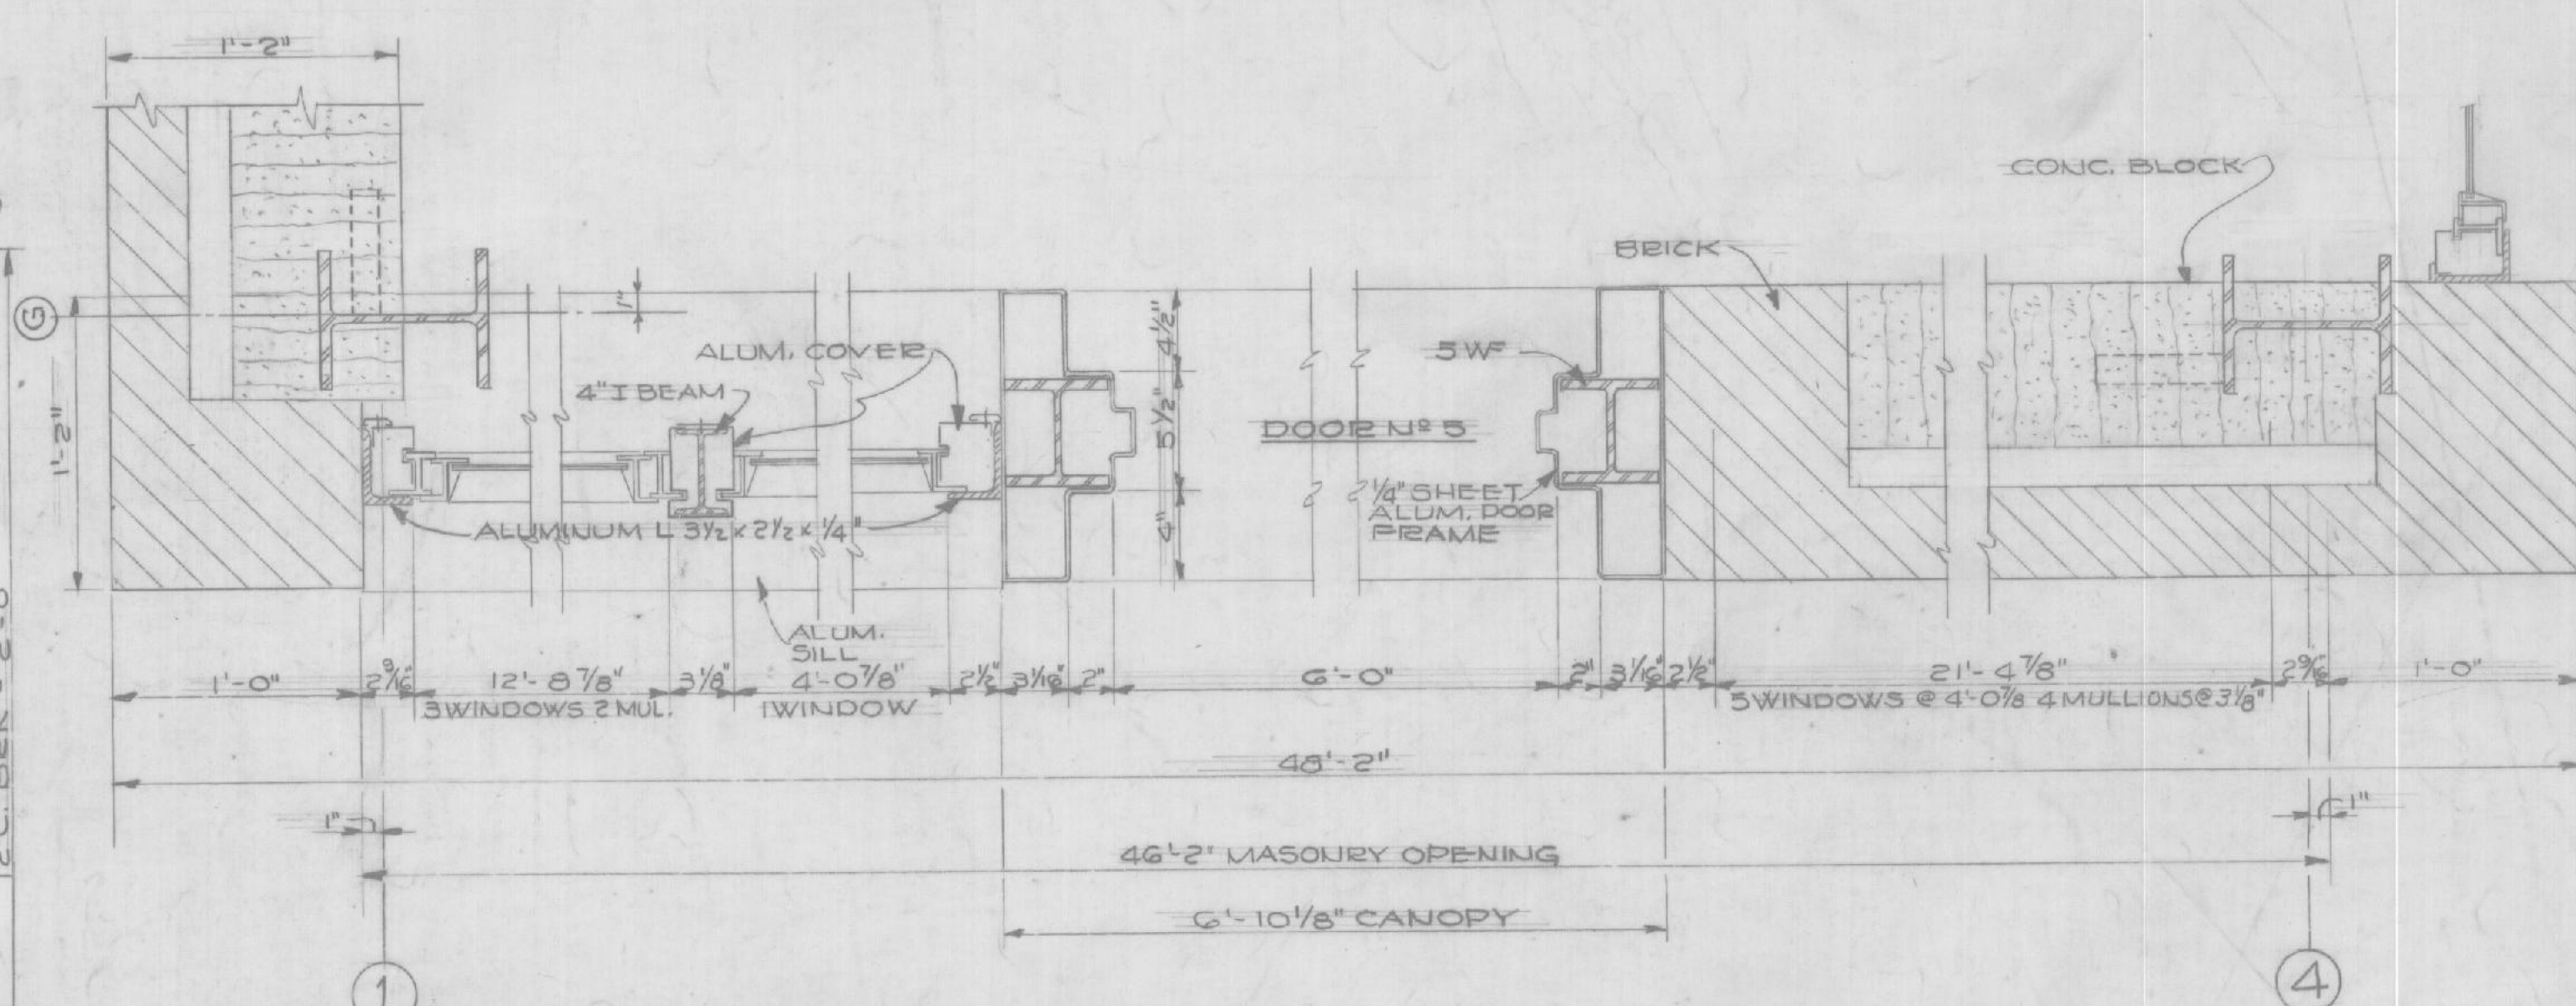 1'-2"
CONC. BLOCK
BRICK
G
1"
ALUM. COVER
4" I BEAM
5 WF
4 1/2"
5 1/2"
4"
1'-2"
DOOR Nº 5
1/4" SHEET
ALUM. DOOR
FRAME
ALUMINUM L 3 1/2 x 2 1/2 x 1/4"
ALUM.
SILL
1'-0" 2 9/16" 12'-8 7/8" 3 1/8" 4'-0 7/8" 2 1/2" 3 1/16" 2" 6'-0" 2" 3 1/16" 2 1/2" 21'-4 7/8" 2 9/16" 1'-0"
3 WINDOWS 2 MUL. 1 WINDOW 5 WINDOWS @ 4'-0 7/8 4 MULLIONS @ 3 1/8"
48'-2"
1" 1"
46'-2" MASONRY OPENING
6'-10 1/8" CANOPY
1 4